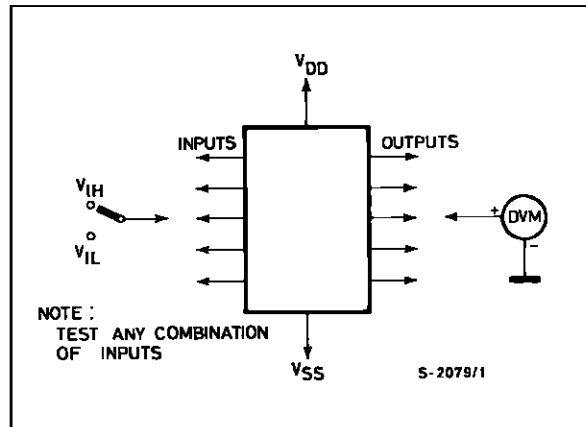 VDD
INPUTS
OUTPUTS
VIH
VIL
+
DVM
−
NOTE :
TEST ANY COMBINATION
OF INPUTS
VSS
S-2079/1